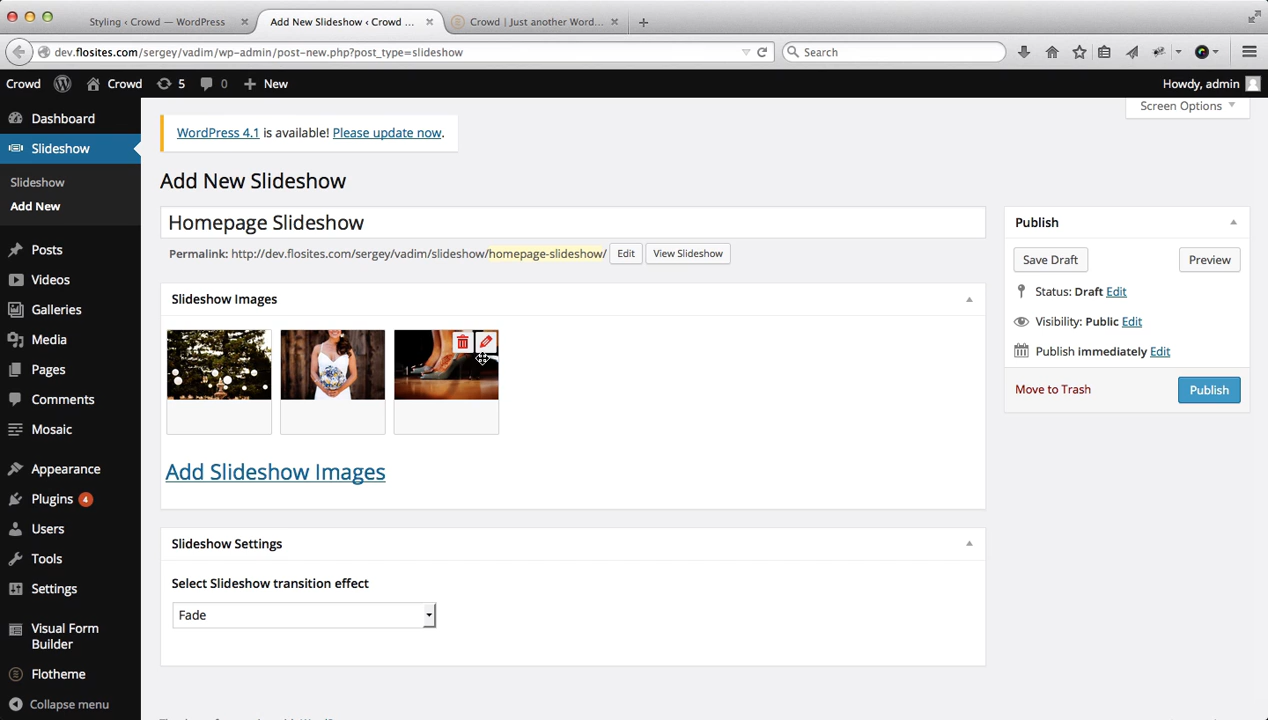 Styling ‹ Crowd — WordPress
Add New Slideshow ‹ Crowd ...
Crowd | Just another Word...
dev.flosites.com/sergey/vadim/wp-admin/post-new.php?post_type=slideshow
Search
Crowd
Crowd
5
0
New
Howdy, admin
Screen Options
Dashboard
Slideshow
Slideshow
Add New
Posts
Videos
Galleries
Media
Pages
Comments
Mosaic
Appearance
Plugins 4
Users
Tools
Settings
Visual Form
Builder
Flotheme
Collapse menu
WordPress 4.1 is available! Please update now.
Add New Slideshow
Homepage Slideshow
Permalink: http://dev.flosites.com/sergey/vadim/slideshow/homepage-slideshow/
Edit
View Slideshow
Slideshow Images
Add Slideshow Images
Slideshow Settings
Select Slideshow transition effect
Fade
Publish
Save Draft
Preview
Status: Draft Edit
Visibility: Public Edit
Publish immediately Edit
Move to Trash
Publish